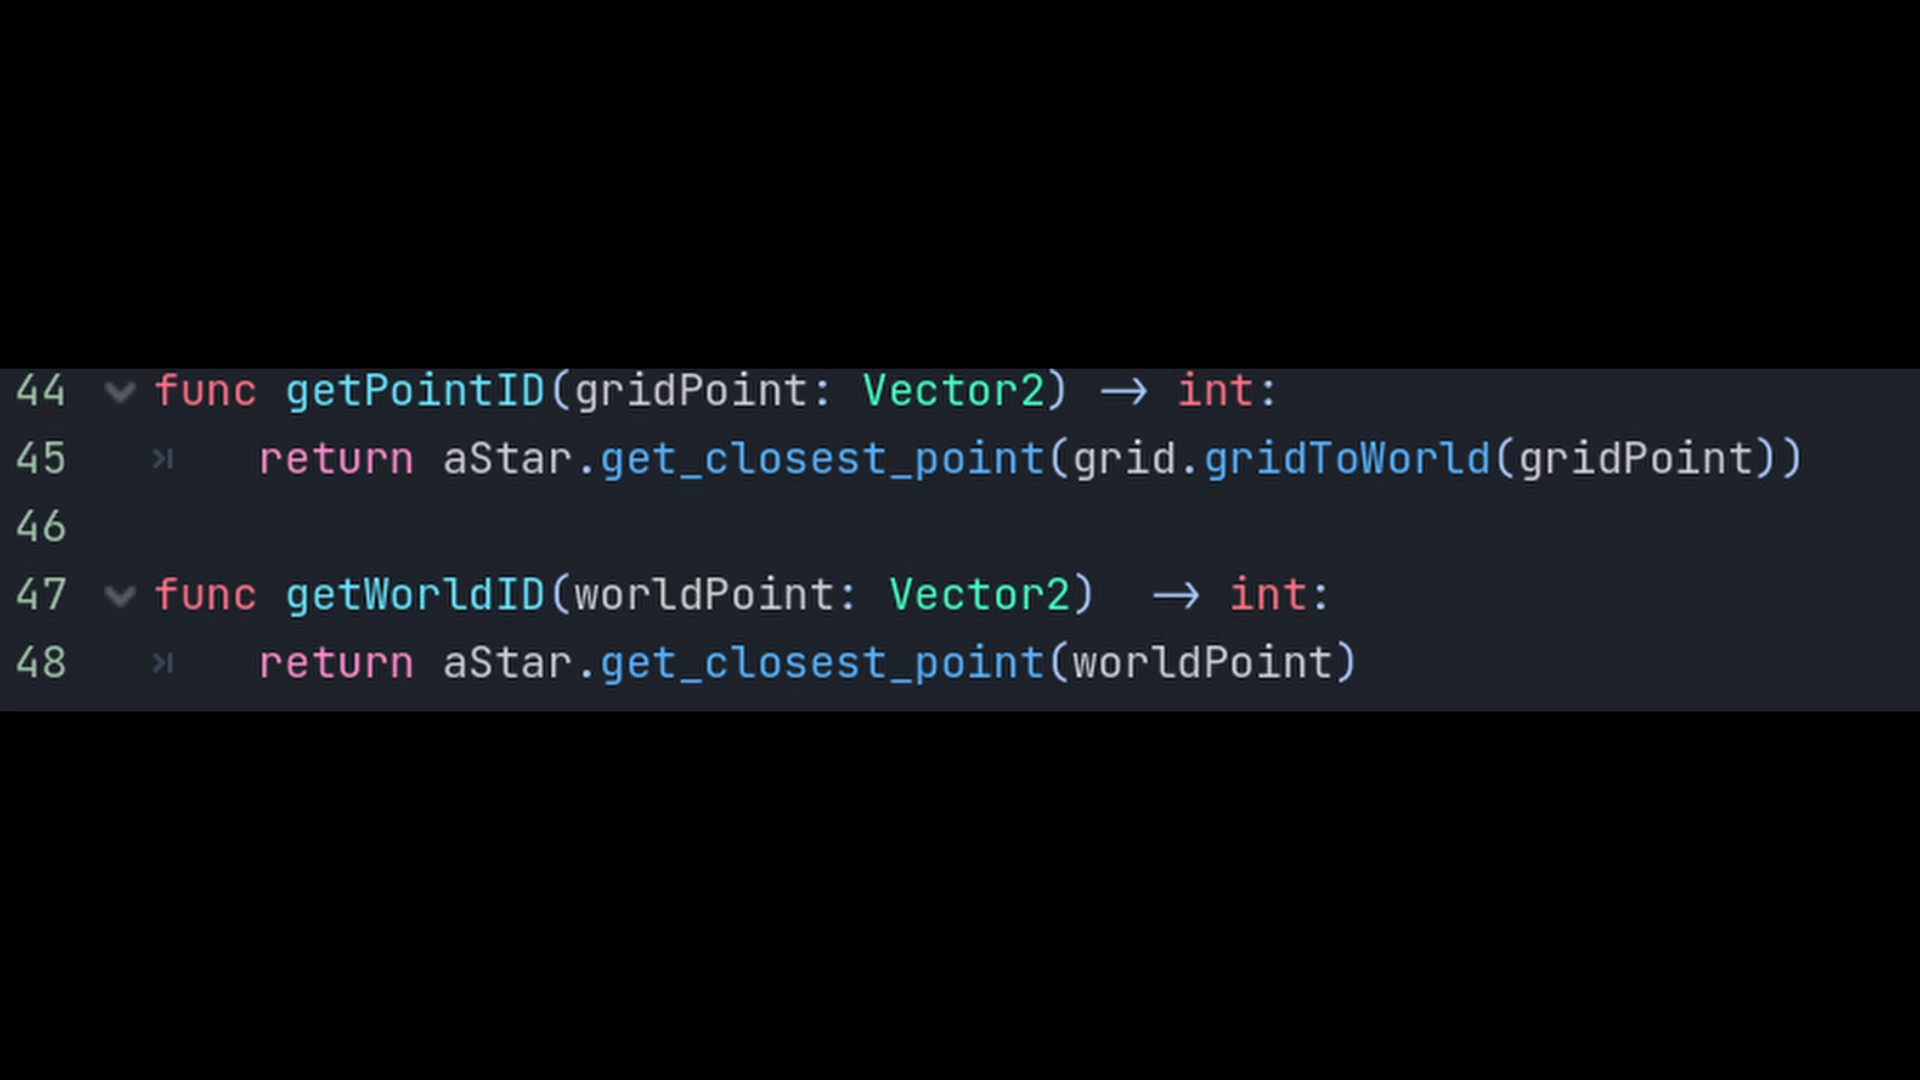 44 func getPointID(gridPoint: Vector2) -> int:
45 return aStar.get_closest_point(grid.gridToWorld(gridPoint))
46
47 func getWorldID(worldPoint: Vector2)  -> int:
48 return aStar.get_closest_point(worldPoint)